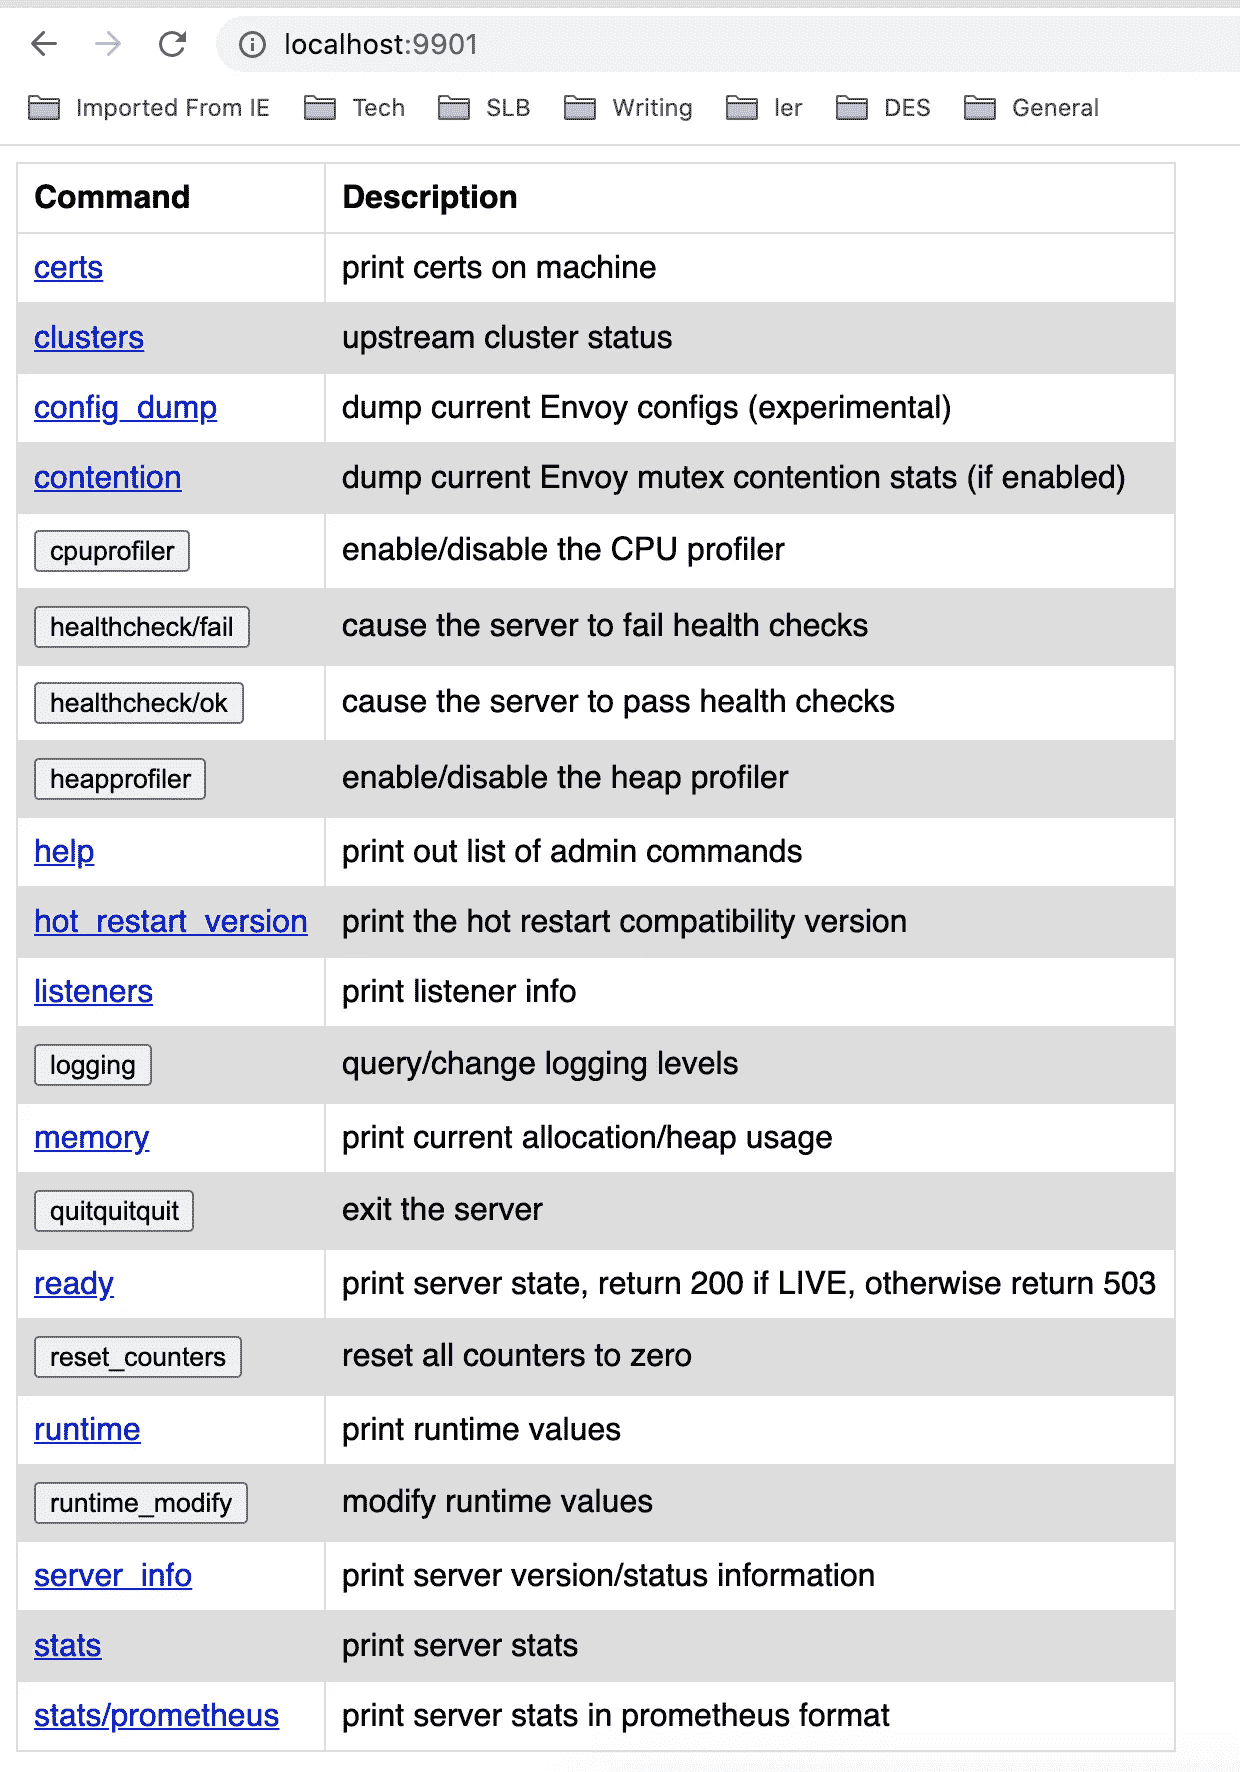 localhost:9901
Imported From IE Tech SLB Writing ler DES General
Command Description
certs print certs on machine
clusters upstream cluster status
config_dump dump current Envoy configs (experimental)
contention dump current Envoy mutex contention stats (if enabled)
cpuprofiler enable/disable the CPU profiler
healthcheck/fail cause the server to fail health checks
healthcheck/ok cause the server to pass health checks
heapprofiler enable/disable the heap profiler
help print out list of admin commands
hot_restart_version print the hot restart compatibility version
listeners print listener info
logging query/change logging levels
memory print current allocation/heap usage
quitquitquit exit the server
ready print server state, return 200 if LIVE, otherwise return 503
reset_counters reset all counters to zero
runtime print runtime values
runtime_modify modify runtime values
server_info print server version/status information
stats print server stats
stats/prometheus print server stats in prometheus format